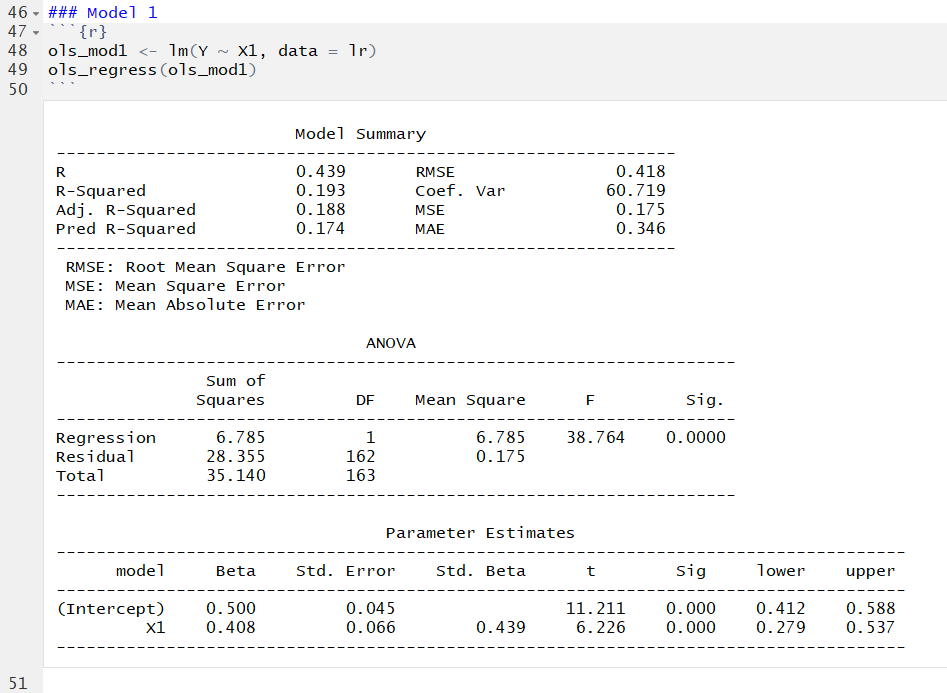 46 ### Model 1
47 ```{r}
48 ols_mod1 <- lm(Y ~ X1, data = lr)
49 ols_regress(ols_mod1)
50 ```
Model Summary
--------------------------------------------------------------
R                       0.439       RMSE                0.418
R-Squared               0.193       Coef. Var          60.719
Adj. R-Squared          0.188       MSE                 0.175
Pred R-Squared          0.174       MAE                 0.346
--------------------------------------------------------------
RMSE: Root Mean Square Error
MSE: Mean Square Error
MAE: Mean Absolute Error
ANOVA
--------------------------------------------------------------------
               Sum of
              Squares         DF    Mean Square      F         Sig.
--------------------------------------------------------------------
Regression      6.785          1          6.785    38.764    0.0000
Residual       28.355        162          0.175
Total          35.140        163
--------------------------------------------------------------------
Parameter Estimates
-------------------------------------------------------------------------------------
      model     Beta    Std. Error    Std. Beta      t        Sig     lower    upper
-------------------------------------------------------------------------------------
(Intercept)    0.500         0.045                 11.211    0.000    0.412    0.588
         X1    0.408         0.066        0.439     6.226    0.000    0.279    0.537
-------------------------------------------------------------------------------------
51